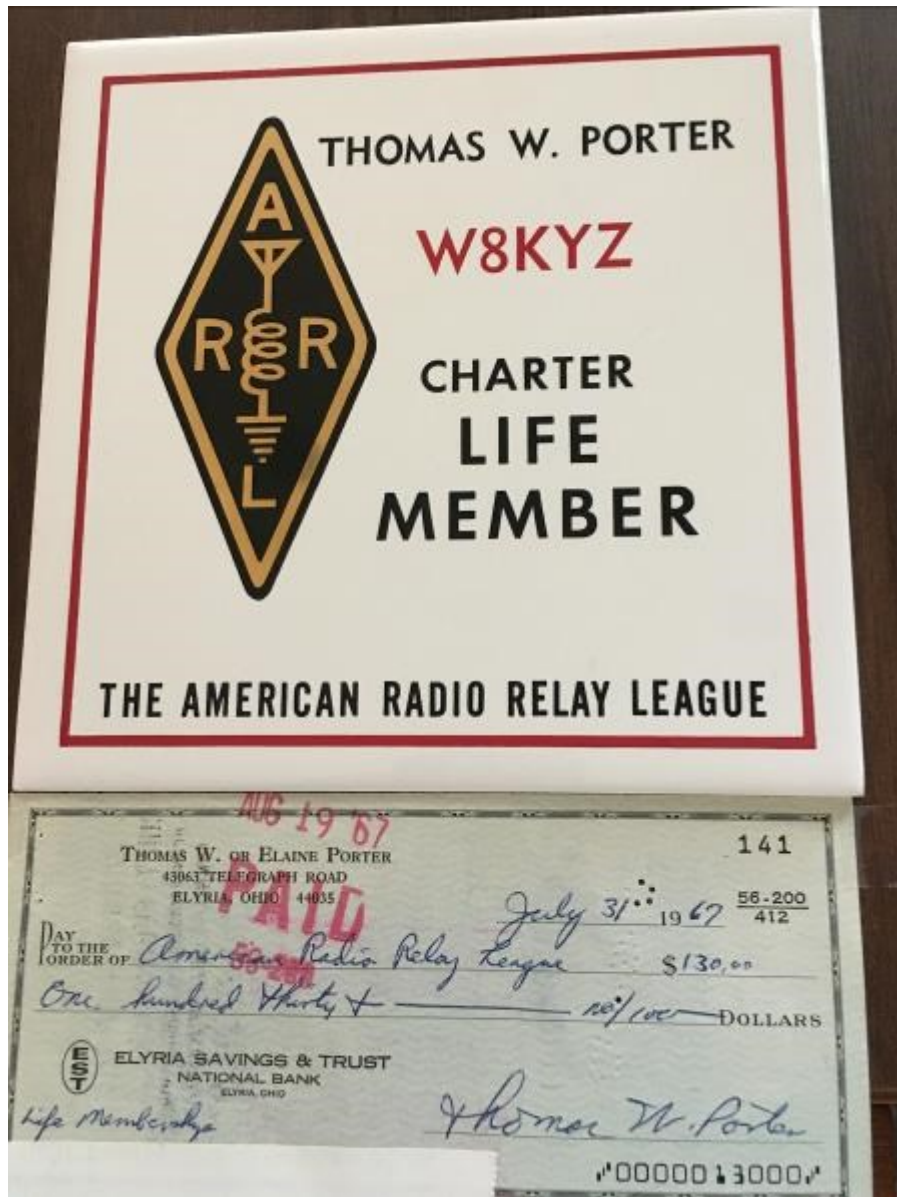 THOMAS W. PORTER
W8KYZ
A
R R
L
CHARTER
LIFE
MEMBER
THE AMERICAN RADIO RELAY LEAGUE
AUG 19 '67
141
THOMAS W. OR ELAINE PORTER
43063 TELEGRAPH ROAD
ELYRIA, OHIO 44035
PAID
July 31 1967
56-200
412
PAY
TO THE
ORDER OF American Radio Relay League $130.00
One hundred thirty + no/100 DOLLARS
EST
ELYRIA SAVINGS & TRUST
NATIONAL BANK
ELYRIA, OHIO
Life Membership
Thomas W. Porter
⑈0000013000⑈